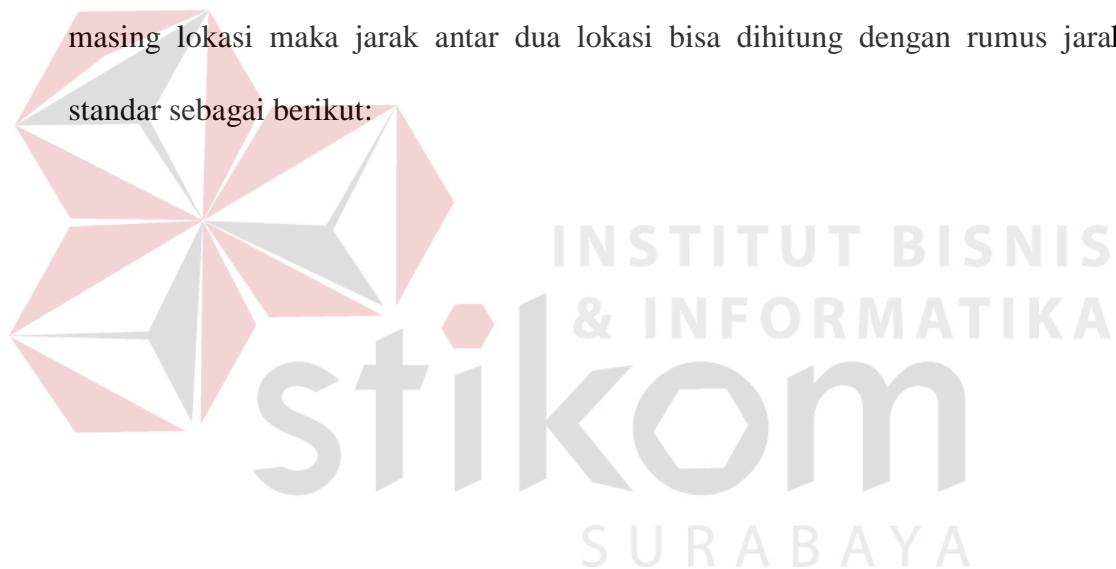 masing lokasi maka jarak antar dua lokasi bisa dihitung dengan rumus jarak
standar sebagai berikut:
INSTITUT BISNIS
& INFORMATIKA
stikom
SURABAYA